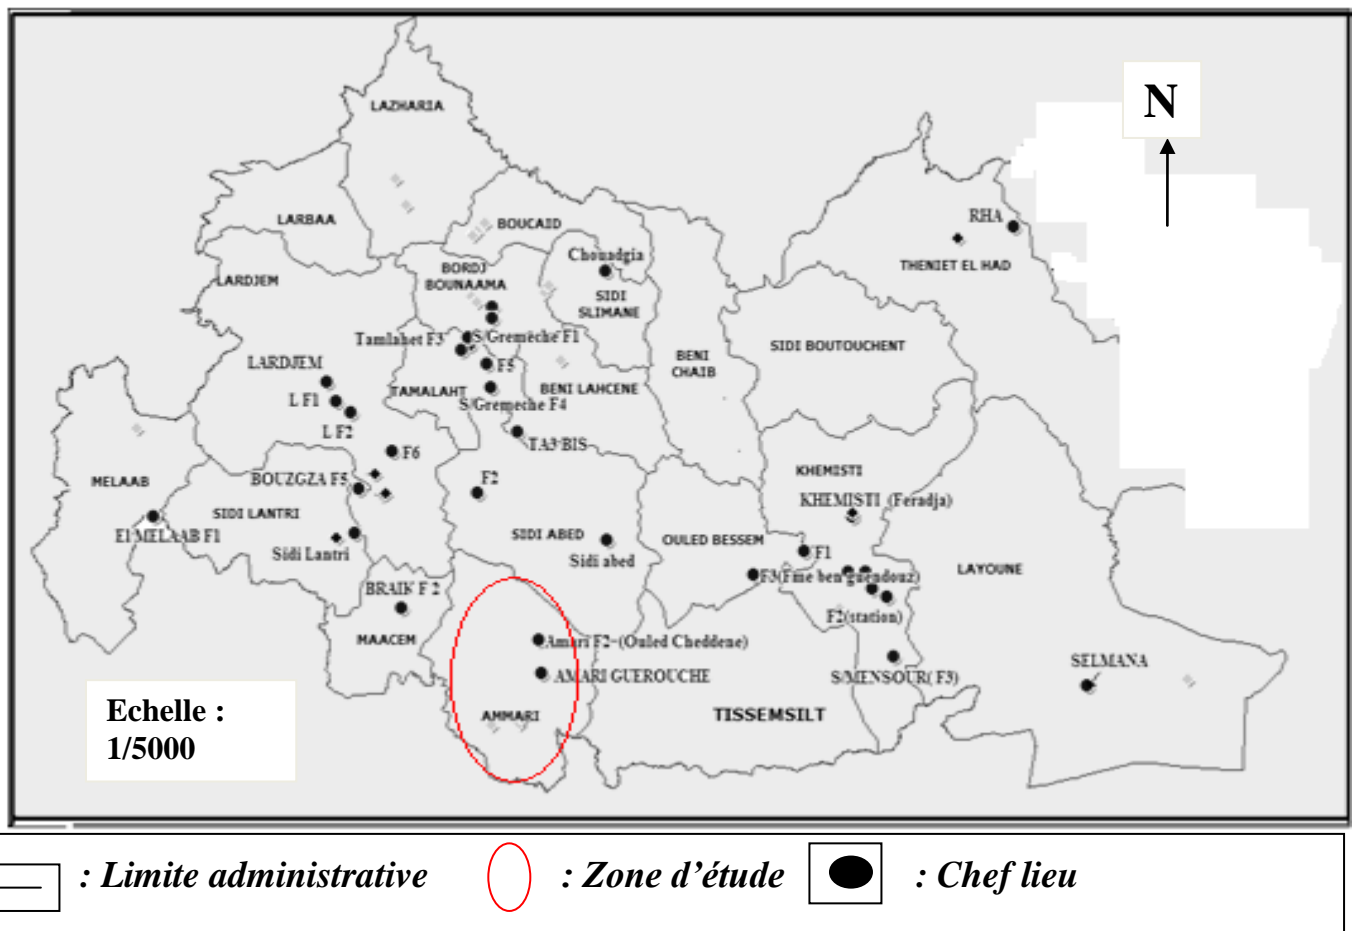 LAZHARIA
N
LARBAA
BOUCAID
RHA
Chouadgia
THENIET EL HAD
LARDJEM
BORDJ
BOUNAAMA
SIDI
SLIMANE
Tamlahet F3
S/Gremèche F1
SIDI BOUTOUCHENT
BENI
CHAIB
LARDJEM
F5
TAMALAHT
BENI LAHCENE
L F1
S/Gremeche F4
L F2
TA3 BIS
F6
MELAAB
BOUZGZA F5
F2
KHEMISTI
KHEMISTI (Feradja)
SIDI LANTRI
El MELAAB F1
SIDI ABED
OULED BESSEM
Sidi Lantri
Sidi abed
F1
LAYOUNE
F3(Fme ben guendouz)
BRAIK F 2
F2(station)
MAACEM
Amari F2-(Ouled Cheddene)
AMARI GUEROUCHE
S/MENSOUR( F3)
SELMANA
AMMARI
TISSEMSILT
Echelle :
1/5000
: Limite administrative
: Zone d'étude
: Chef lieu